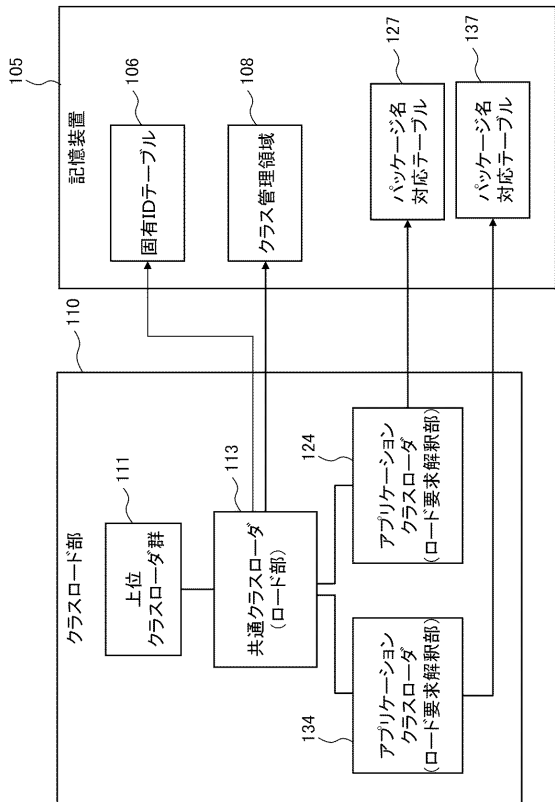 クラスロード部
110
上位
クラスローダ群
111
共通クラスローダ
(ロード部)
113
アプリケーション
クラスローダ
(ロード要求解釈部)
134
アプリケーション
クラスローダ
(ロード要求解釈部)
124
記憶装置
105
固有IDテーブル
106
クラス管理領域
108
パッケージ名
対応テーブル
127
パッケージ名
対応テーブル
137